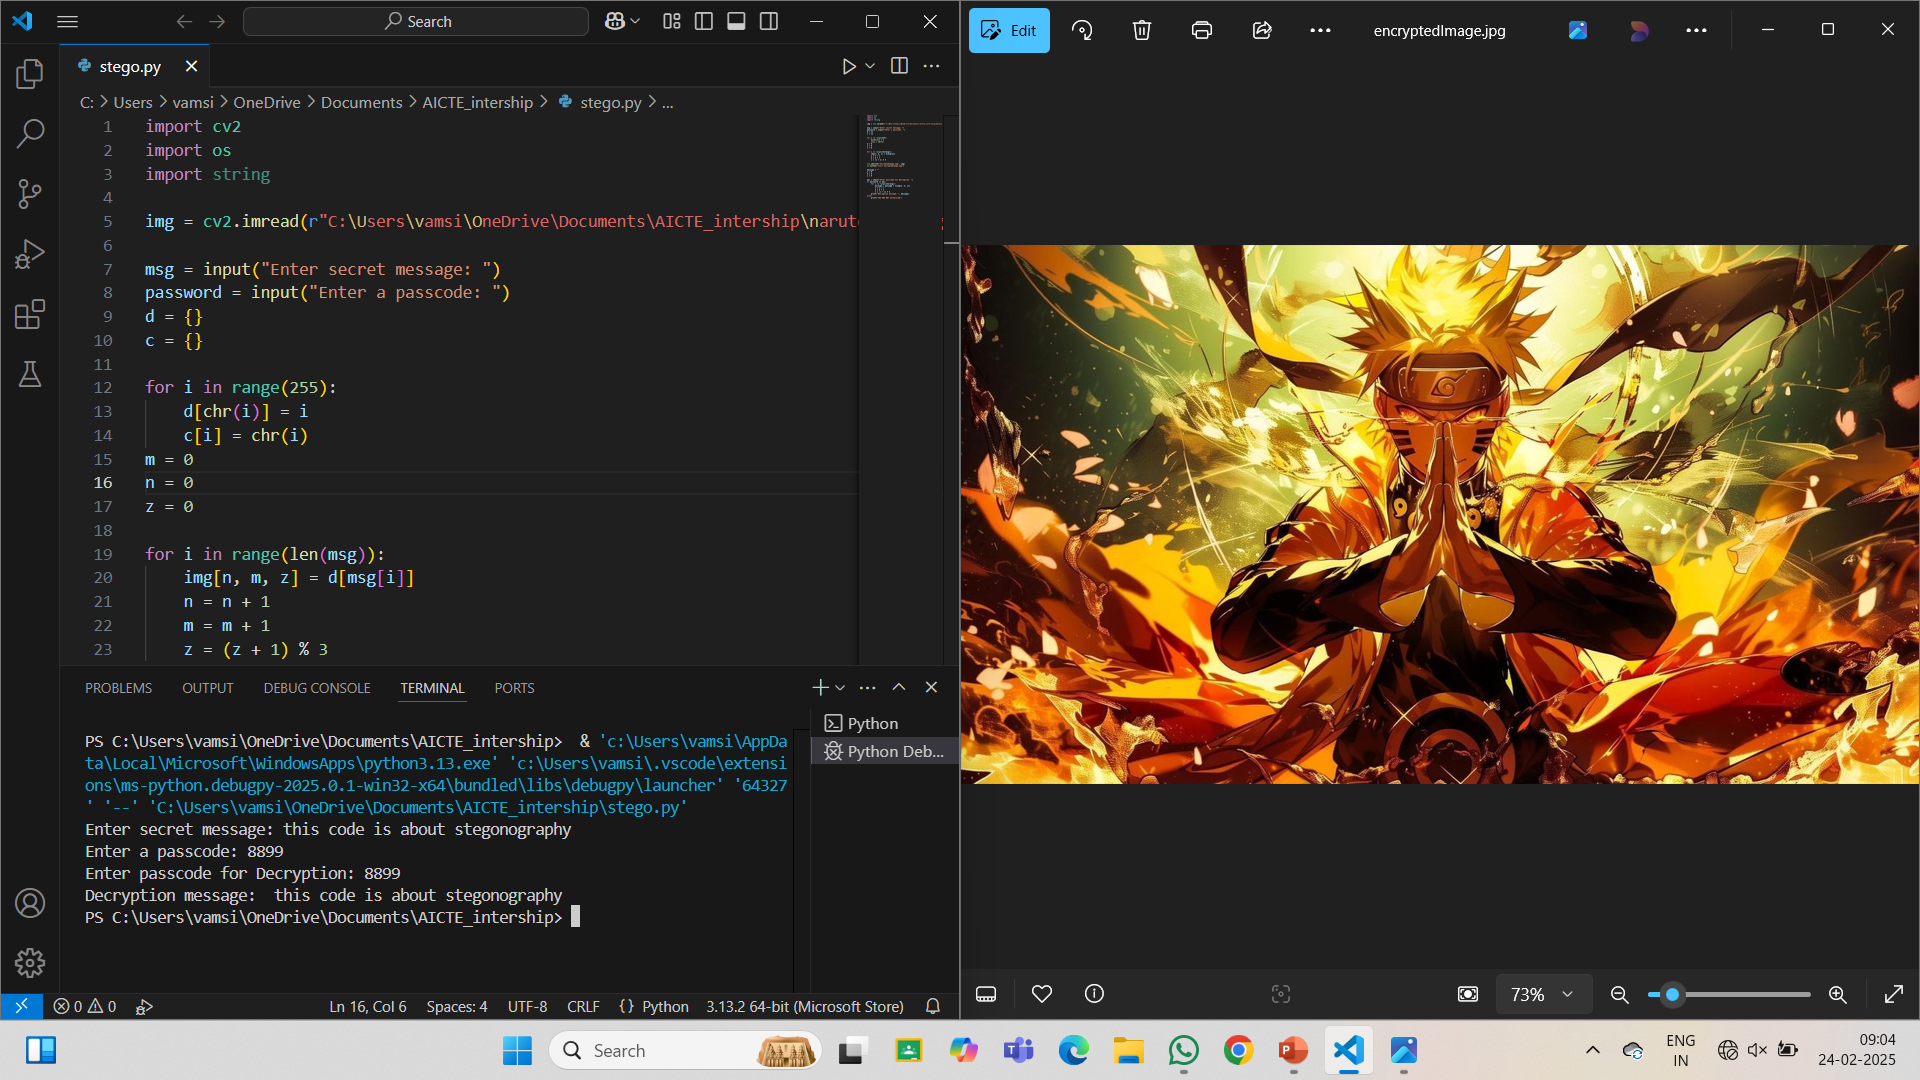 Search
stego.py
C: > Users > vamsi > OneDrive > Documents > AICTE_intership > stego.py > ...
1 import cv2
2 import os
3 import string
4
5 img = cv2.imread(r"C:\Users\vamsi\OneDrive\Documents\AICTE_intership\narut
6
7 msg = input("Enter secret message: ")
8 password = input("Enter a passcode: ")
9 d = {}
10 c = {}
11
12 for i in range(255):
13 d[chr(i)] = i
14 c[i] = chr(i)
15 m = 0
16 n = 0
17 z = 0
18
19 for i in range(len(msg)):
20 img[n, m, z] = d[msg[i]]
21 n = n + 1
22 m = m + 1
23 z = (z + 1) % 3
PROBLEMS OUTPUT DEBUG CONSOLE TERMINAL PORTS
Python
Python Deb...
PS C:\Users\vamsi\OneDrive\Documents\AICTE_intership>  & 'c:\Users\vamsi\AppDa
ta\Local\Microsoft\WindowsApps\python3.13.exe' 'c:\Users\vamsi\.vscode\extensi
ons\ms-python.debugpy-2025.0.1-win32-x64\bundled\libs\debugpy\launcher' '64327
' '--' 'C:\Users\vamsi\OneDrive\Documents\AICTE_intership\stego.py'
Enter secret message: this code is about stegonography
Enter a passcode: 8899
Enter passcode for Decryption: 8899
Decryption message:  this code is about stegonography
PS C:\Users\vamsi\OneDrive\Documents\AICTE_intership>
0 0 Ln 16, Col 6 Spaces: 4 UTF-8 CRLF {} Python 3.13.2 64-bit (Microsoft Store)
Edit
encryptedImage.jpg
73%
Search
ENG
IN
09:04
24-02-2025